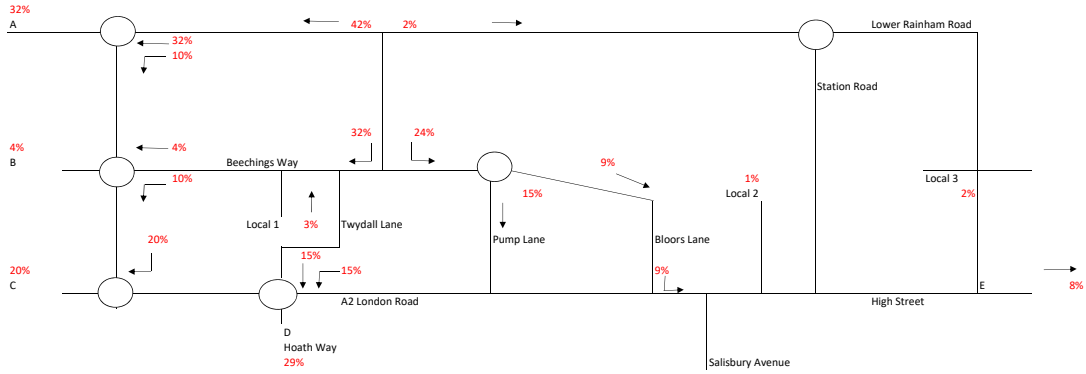 32%
A
42% 2%
Lower Rainham Road
32%
10%
Station Road
32% 24%
4%
B
4%
Beechings Way
9%
10%
15%
1%
Local 2
Local 3
2%
Local 1
3%
Twydall Lane
Pump Lane
Bloors Lane
20%
15%
15%
20%
C
9%
A2 London Road
High Street
E
8%
D
Hoath Way
29%
Salisbury Avenue